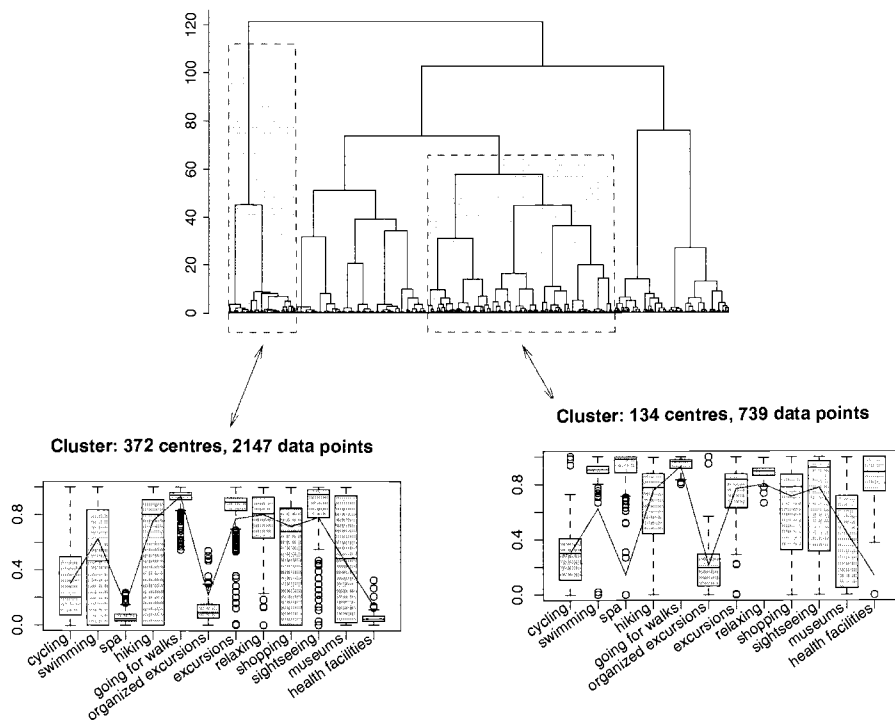 120
100
80
60
40
20
0
Cluster: 372 centres, 2147 data points
Cluster: 134 centres, 739 data points
0.8
0.4
0.0
cycling
swimming
spa
hiking
going for walks
organized excursions
excursions
relaxing
shopping
sightseeing
museums
health facilities
0.8
0.4
0.0
cycling
swimming
spa
hiking
going for walks
organized excursions
excursions
relaxing
shopping
sightseeing
museums
health facilities